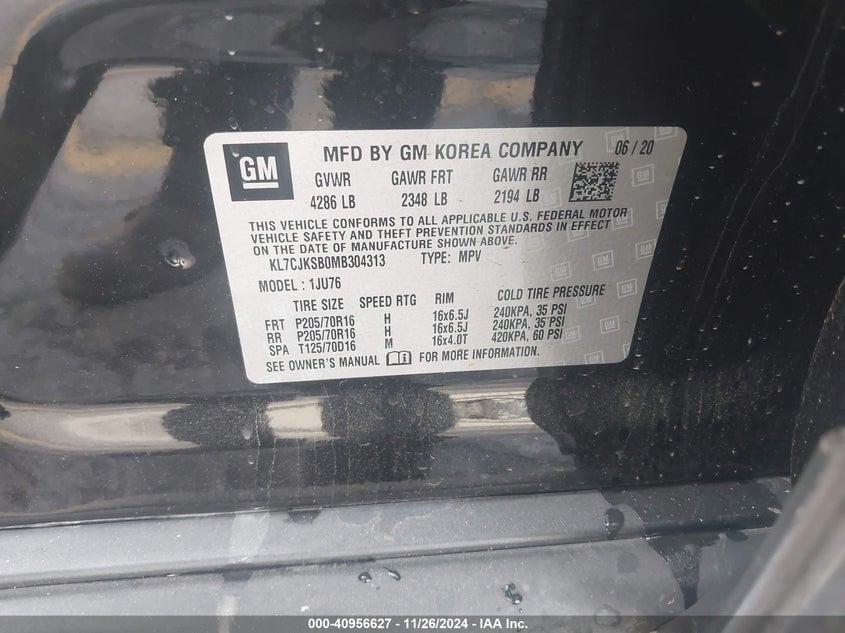 GM
MFD BY GM KOREA COMPANY 06/20
GVWR GAWR FRT GAWR RR
4286 LB 2348 LB 2194 LB
THIS VEHICLE CONFORMS TO ALL APPLICABLE U.S. FEDERAL MOTOR
VEHICLE SAFETY AND THEFT PREVENTION STANDARDS IN EFFECT
ON THE DATE OF MANUFACTURE SHOWN ABOVE.
KL7CJKSB0MB304313 TYPE: MPV
MODEL : 1JU76
TIRE SIZE SPEED RTG RIM COLD TIRE PRESSURE
FRT P205/70R16 H 16x6.5J 240KPA, 35 PSI
RR P205/70R16 H 16x6.5J 240KPA, 35 PSI
SPA T125/70D16 M 16x4.0T 420KPA, 60 PSI
SEE OWNER'S MANUAL FOR MORE INFORMATION.
000-40956627 - 11/26/2024 - IAA Inc.